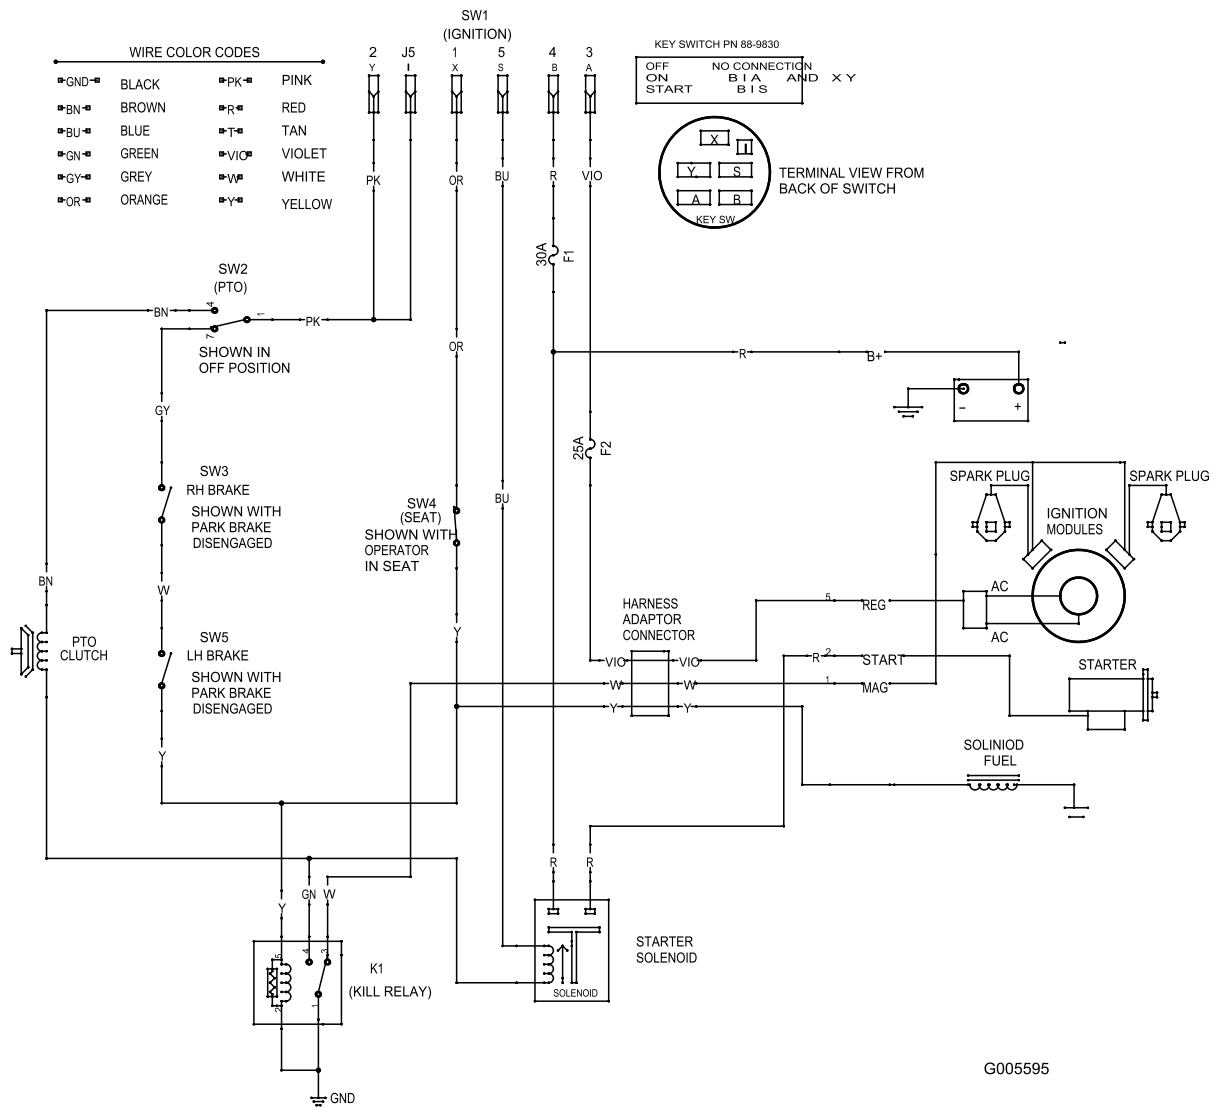 SW1
(IGNITION)
2 J5 1 5 4 3
Y I X S B A
WIRE COLOR CODES
GND BLACK PK PINK
BN BROWN R RED
BU BLUE T TAN
GN GREEN VIO VIOLET
GY GREY W WHITE
OR ORANGE Y YELLOW
KEY SWITCH PN 88-9830
OFF NO CONNECTION
ON B I A AND X Y
START B I S
X
I
Y S
A B
KEY SW
TERMINAL VIEW FROM
BACK OF SWITCH
PK OR BU R VIO
30A F1
SW2
(PTO)
4
1
7
BN
PK
SHOWN IN
OFF POSITION
OR
R B+
− +
GY
25A F2
SW3
RH BRAKE
SHOWN WITH
PARK BRAKE
DISENGAGED
SW4
(SEAT)
SHOWN WITH
OPERATOR
IN SEAT
BU
SPARK PLUG
SPARK PLUG
IGNITION
MODULES
BN
W
AC
AC
PTO
CLUTCH
SW5
LH BRAKE
SHOWN WITH
PARK BRAKE
DISENGAGED
Y
Y
HARNESS
ADAPTOR
CONNECTOR
VIO VIO
W W
Y Y
5 REG
R 2 START
1 MAG
STARTER
SOLINIOD
FUEL
R R
Y GN W
5 4 3
2 1
K1
(KILL RELAY)
GND
STARTER
SOLENOID
SOLENOID
G005595